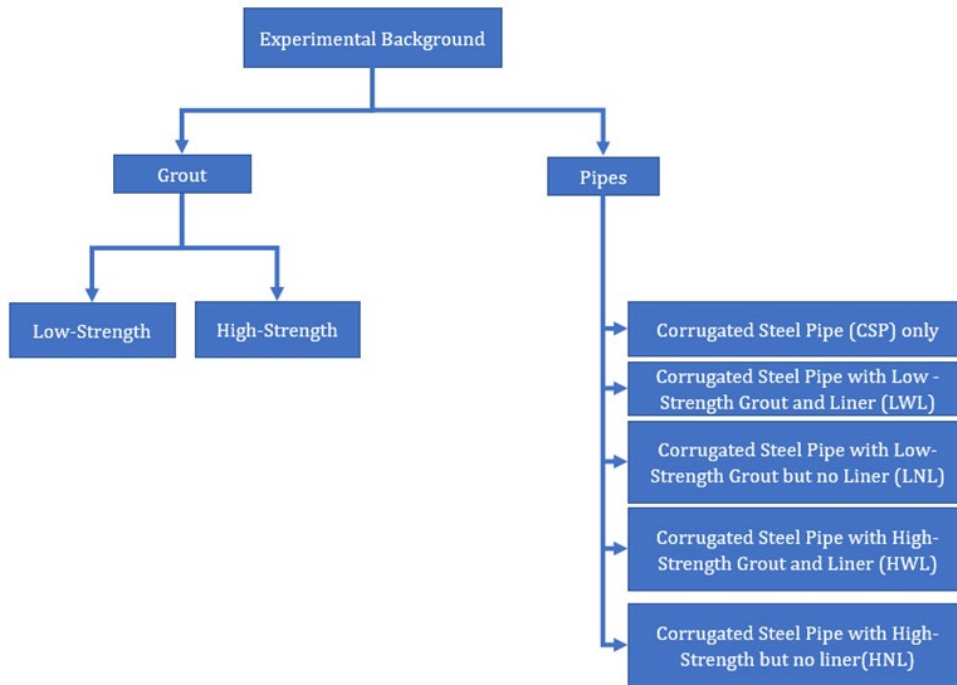 Experimental Background
Grout
Pipes
Low-Strength
High-Strength
Corrugated Steel Pipe (CSP) only
Corrugated Steel Pipe with Low -
Strength Grout and Liner (LWL)
Corrugated Steel Pipe with Low-
Strength Grout but no Liner (LNL)
Corrugated Steel Pipe with High-
Strength Grout and Liner (HWL)
Corrugated Steel Pipe with High-
Strength but no liner(HNL)